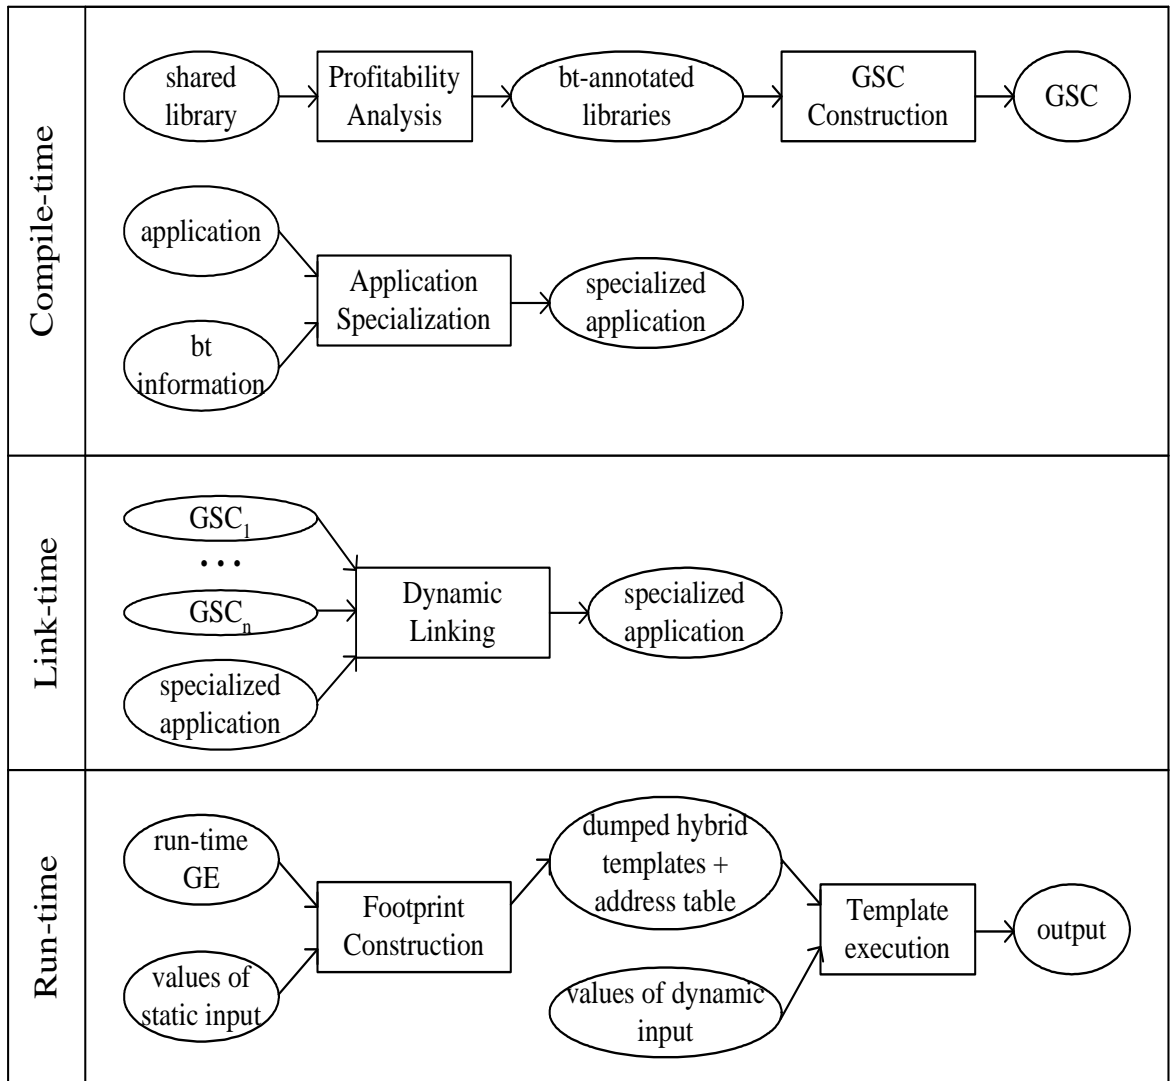 Compile-time
shared
library
Profitability
Analysis
bt-annotated
libraries
GSC
Construction
GSC
application
bt
information
Application
Specialization
specialized
application
Link-time
GSC1
...
GSCn
specialized
application
Dynamic
Linking
specialized
application
Run-time
run-time
GE
values of
static input
Footprint
Construction
dumped hybrid
templates +
address table
values of dynamic
input
Template
execution
output